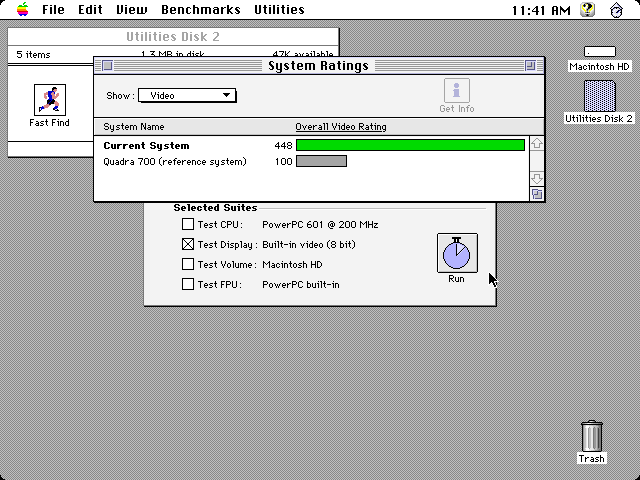 File Edit View Benchmarks Utilities 11:41 AM
Utilities Disk 2
5 items 1.3 MB in disk 47K available
System Ratings
Macintosh HD
Show: Video
Get Info
Fast Find
Utilities Disk 2
System Name Overall Video Rating
Current System 448
Quadra 700 (reference system) 100
Selected Suites
Test CPU: PowerPC 601 @ 200 MHz
Test Display: Built-in video (8 bit)
Test Volume: Macintosh HD
Run
Test FPU: PowerPC built-in
Trash